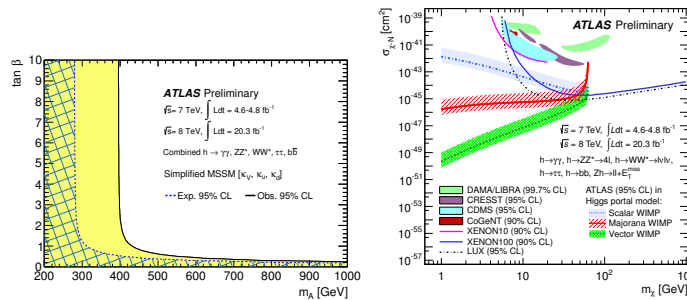 tan β
10
9
8
7
6
5
4
3
2
1
0
200 300 400 500 600 700 800 900 1000
m_A [GeV]
ATLAS Preliminary
√s = 7 TeV, ∫ Ldt = 4.6-4.8 fb⁻¹
√s = 8 TeV, ∫ Ldt = 20.3 fb⁻¹
Combined h → γγ, ZZ*, WW*, ττ, bb̄
Simplified MSSM [κ_V, κ_u, κ_d]
Exp. 95% CL Obs. 95% CL
σ_χ-N [cm²]
10⁻³⁹
10⁻⁴¹
10⁻⁴³
10⁻⁴⁵
10⁻⁴⁷
10⁻⁴⁹
10⁻⁵¹
10⁻⁵³
10⁻⁵⁵
10⁻⁵⁷
1 10 10² 10³
m_χ [GeV]
ATLAS Preliminary
√s = 7 TeV, ∫ Ldt = 4.6-4.8 fb⁻¹
√s = 8 TeV, ∫ Ldt = 20.3 fb⁻¹
h→γγ, h→ZZ*→4l, h→WW*→lνlν,
h→ττ, h→bb, Zh→ll+E_T^miss
DAMA/LIBRA (99.7% CL)
CRESST (95% CL)
CDMS (95% CL)
CoGeNT (90% CL)
XENON10 (90% CL)
XENON100 (90% CL)
LUX (95% CL)
ATLAS (95% CL) in
Higgs portal model:
Scalar WIMP
Majorana WIMP
Vector WIMP